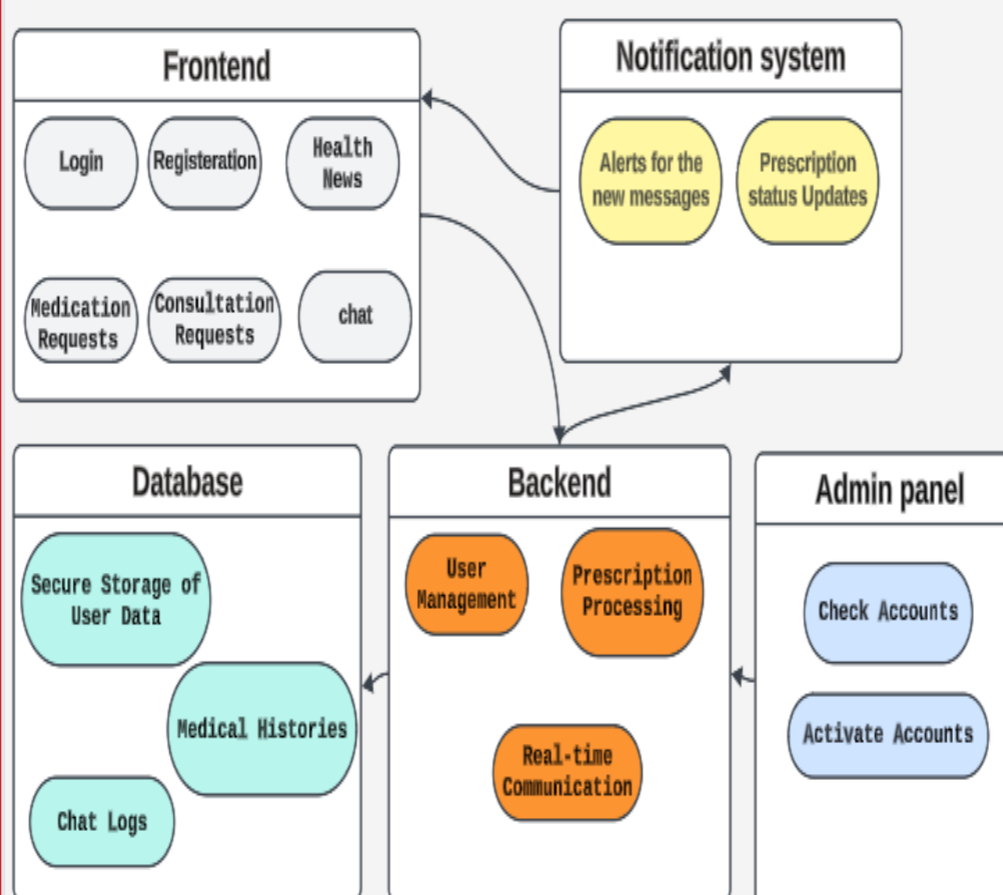 Frontend
Login
Registeration
Health
News
Medication
Requests
Consultation
Requests
chat
Notification system
Alerts for the
new messages
Prescription
status Updates
Database
Secure Storage of
User Data
Medical Histories
Chat Logs
Backend
User
Management
Prescription
Processing
Real-time
Communication
Admin panel
Check Accounts
Activate Accounts